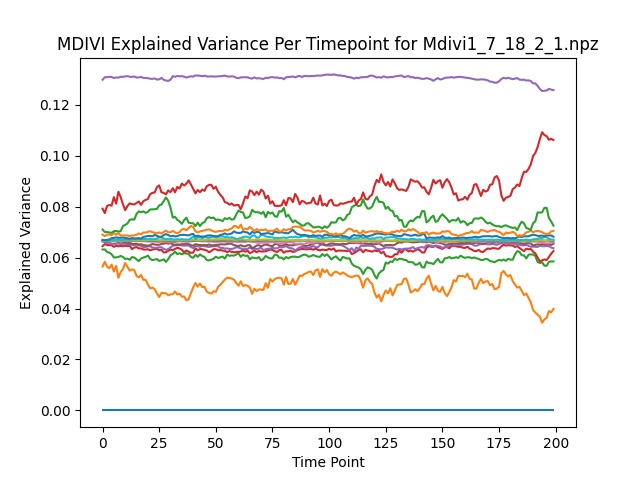 MDIVI Explained Variance Per Timepoint for Mdivi1_7_18_2_1.npz
0.12
0.10
0.08
0.06
0.04
0.02
0.00
Explained Variance
0 25 50 75 100 125 150 175 200
Time Point